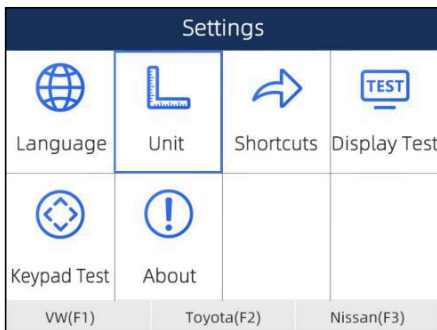 Settings
TEST
Language Unit Shortcuts Display Test
Keypad Test About
VW(F1) Toyota(F2) Nissan(F3)